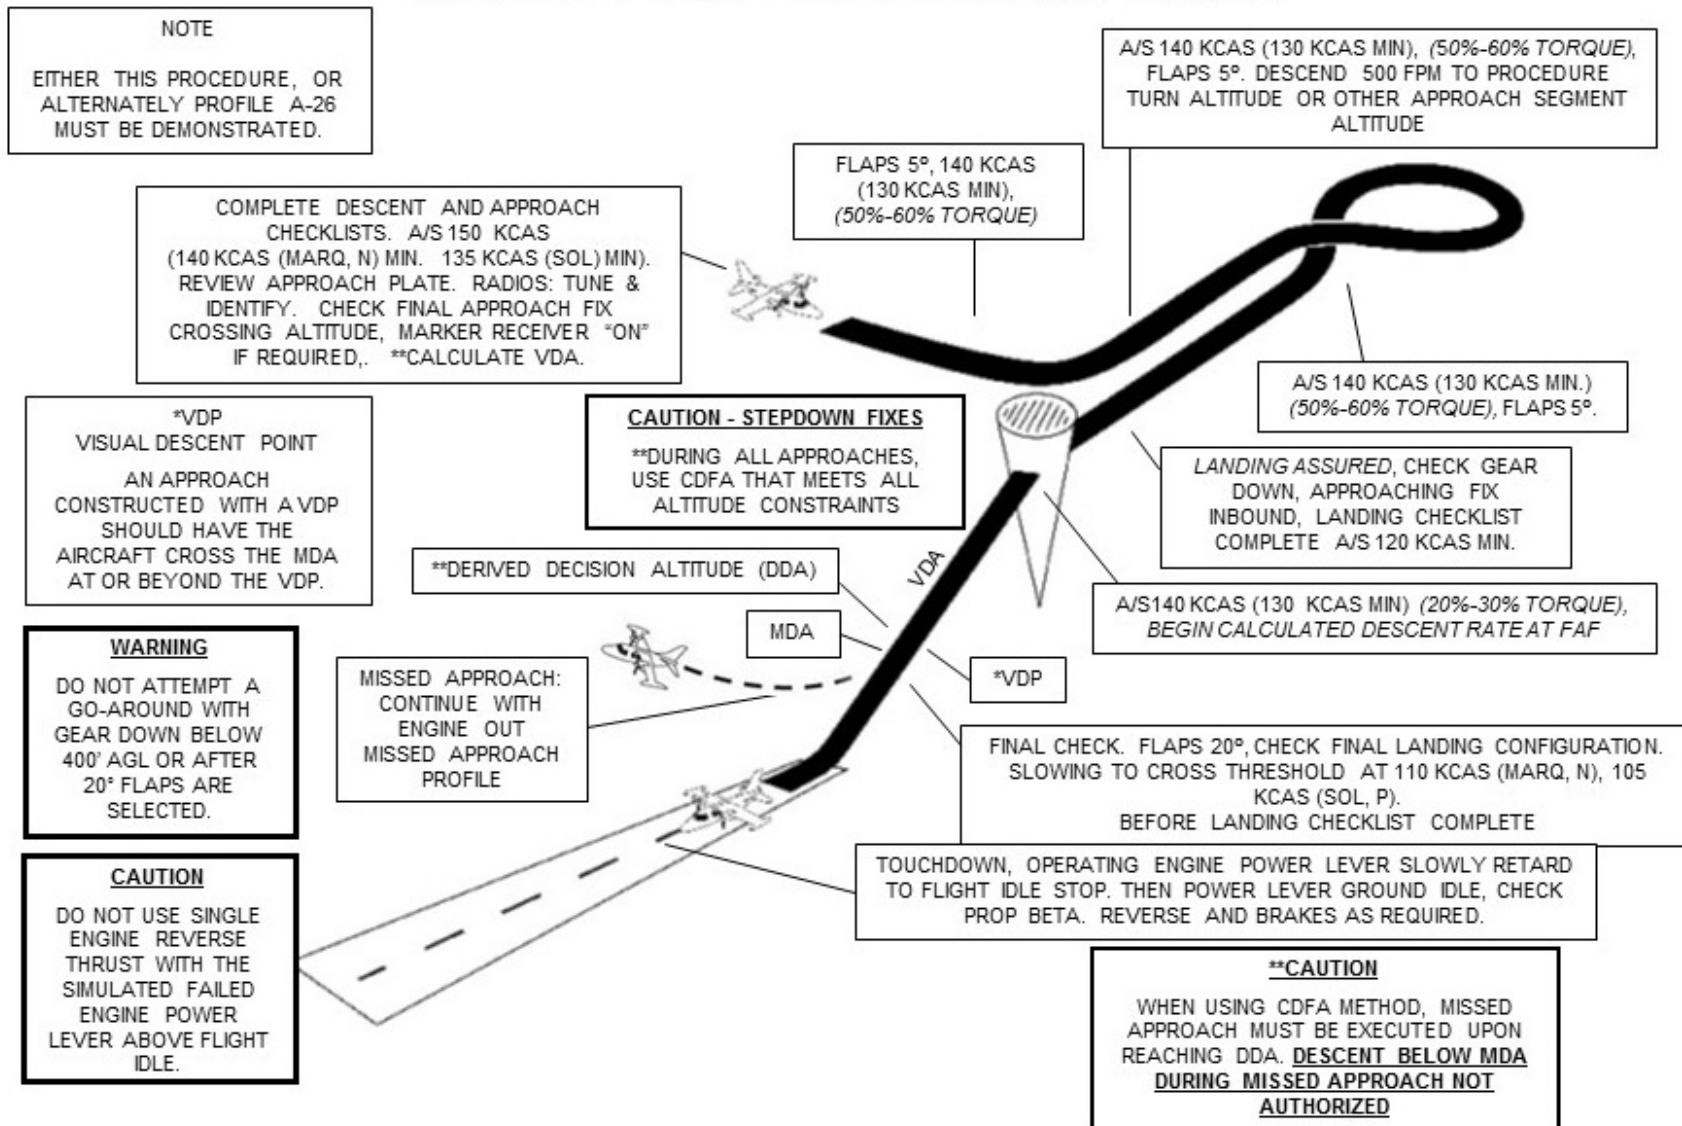 NOTE
EITHER THIS PROCEDURE, OR
ALTERNATELY PROFILE A-26
MUST BE DEMONSTRATED.
A/S 140 KCAS (130 KCAS MIN), (50%-60% TORQUE),
FLAPS 5º. DESCEND 500 FPM TO PROCEDURE
TURN ALTITUDE OR OTHER APPROACH SEGMENT
ALTITUDE
FLAPS 5º, 140 KCAS
(130 KCAS MIN),
(50%-60% TORQUE)
COMPLETE DESCENT AND APPROACH
CHECKLISTS. A/S 150 KCAS
(140 KCAS (MARQ, N) MIN. 135 KCAS (SOL) MIN).
REVIEW APPROACH PLATE. RADIOS: TUNE &
IDENTIFY. CHECK FINAL APPROACH FIX
CROSSING ALTITUDE, MARKER RECEIVER “ON”
IF REQUIRED,. **CALCULATE VDA.
A/S 140 KCAS (130 KCAS MIN.)
(50%-60% TORQUE), FLAPS 5º.
*VDP
VISUAL DESCENT POINT
AN APPROACH
CONSTRUCTED WITH A VDP
SHOULD HAVE THE
AIRCRAFT CROSS THE MDA
AT OR BEYOND THE VDP.
CAUTION - STEPDOWN FIXES
**DURING ALL APPROACHES,
USE CDFA THAT MEETS ALL
ALTITUDE CONSTRAINTS
LANDING ASSURED, CHECK GEAR
DOWN, APPROACHING FIX
INBOUND, LANDING CHECKLIST
COMPLETE A/S 120 KCAS MIN.
**DERIVED DECISION ALTITUDE (DDA)
VDA
A/S140 KCAS (130 KCAS MIN) (20%-30% TORQUE),
BEGIN CALCULATED DESCENT RATE AT FAF
MDA
*VDP
WARNING
DO NOT ATTEMPT A
GO-AROUND WITH
GEAR DOWN BELOW
400' AGL OR AFTER
20° FLAPS ARE
SELECTED.
MISSED APPROACH:
CONTINUE WITH
ENGINE OUT
MISSED APPROACH
PROFILE
FINAL CHECK. FLAPS 20º, CHECK FINAL LANDING CONFIGURATION.
SLOWING TO CROSS THRESHOLD AT 110 KCAS (MARQ, N), 105
KCAS (SOL, P).
BEFORE LANDING CHECKLIST COMPLETE
TOUCHDOWN, OPERATING ENGINE POWER LEVER SLOWLY RETARD
TO FLIGHT IDLE STOP. THEN POWER LEVER GROUND IDLE, CHECK
PROP BETA. REVERSE AND BRAKES AS REQUIRED.
CAUTION
DO NOT USE SINGLE
ENGINE REVERSE
THRUST WITH THE
SIMULATED FAILED
ENGINE POWER
LEVER ABOVE FLIGHT
IDLE.
**CAUTION
WHEN USING CDFA METHOD, MISSED
APPROACH MUST BE EXECUTED UPON
REACHING DDA. DESCENT BELOW MDA
DURING MISSED APPROACH NOT
AUTHORIZED